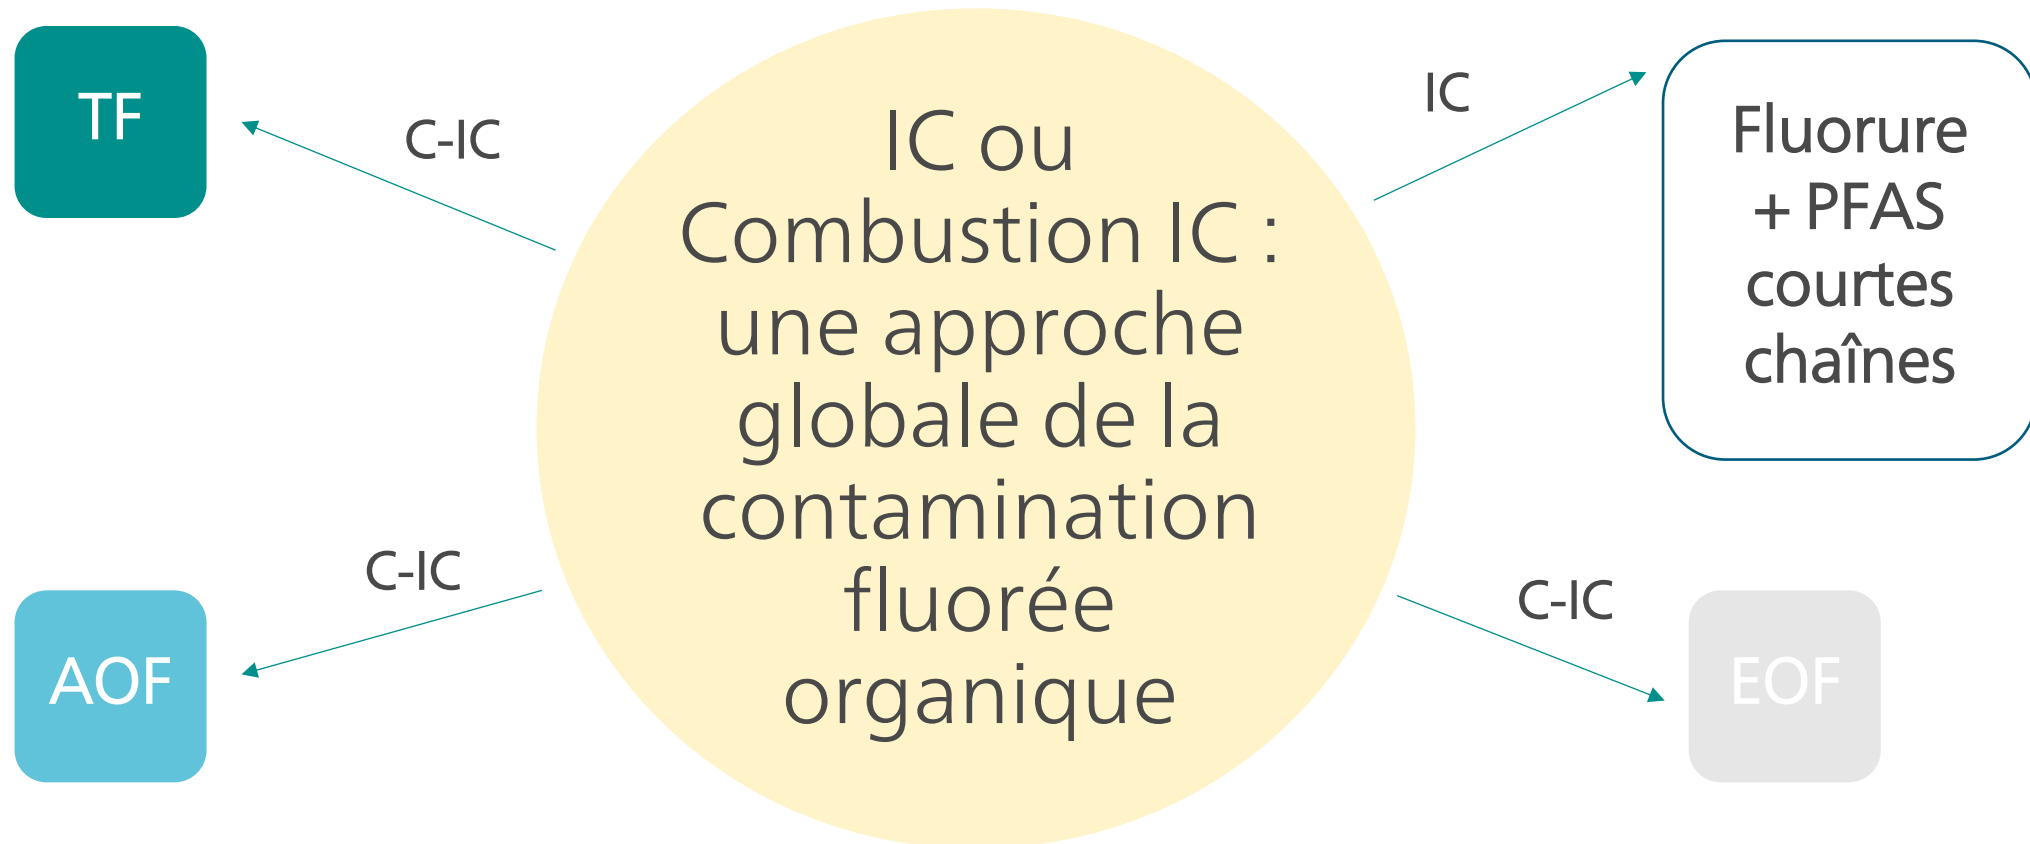 TF
C-IC
IC ou
Combustion IC :
une approche
globale de la
contamination
fluorée
organique
IC
Fluorure
+ PFAS
courtes
chaînes
AOF
C-IC
C-IC
EOF